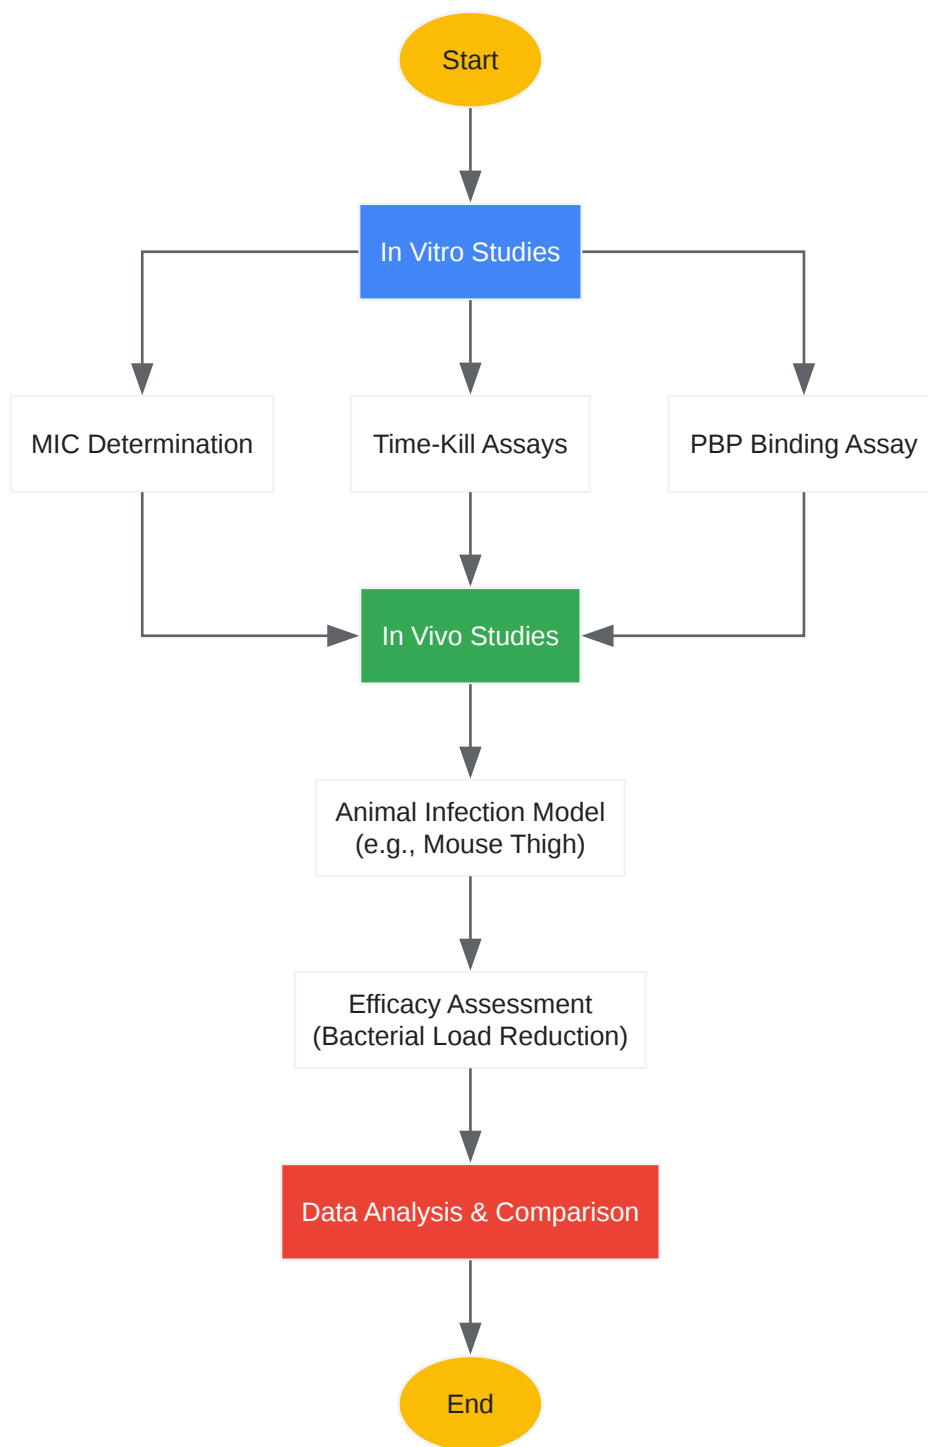 Start
In Vitro Studies
MIC Determination
Time-Kill Assays
PBP Binding Assay
In Vivo Studies
Animal Infection Model
(e.g., Mouse Thigh)
Efficacy Assessment
(Bacterial Load Reduction)
Data Analysis & Comparison
End